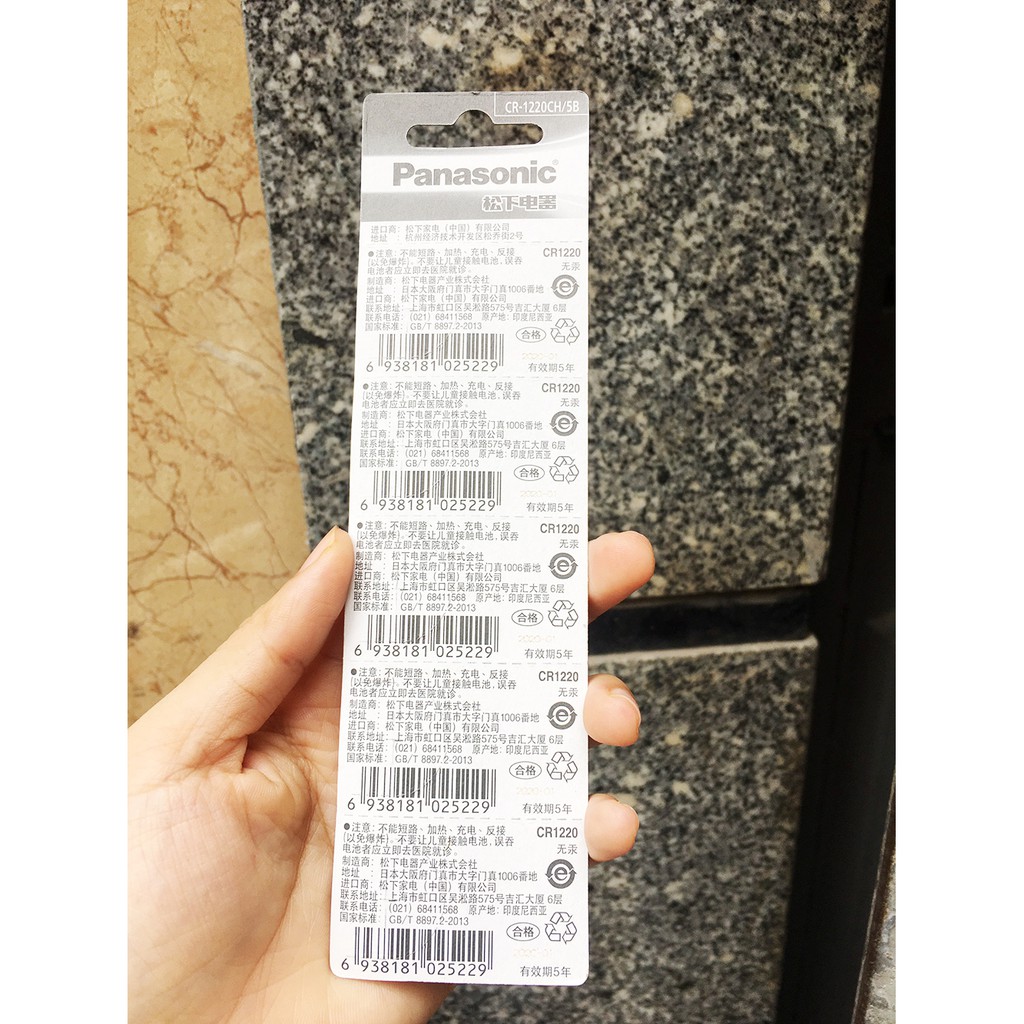 CR-1220CH/5B
Panasonic
松下电器
进口商：松下家电（中国）有限公司
地址：杭州经济技术开发区松乔街2号
●注意：不能短路、加热、充电、反接 CR1220
(以免爆炸)。不要让儿童接触电池，误吞 无汞
电池者应立即去医院就诊。
制造商：松下电器产业株式会社
地址：日本大阪府门真市大字门真1006番地
进口商：松下家电（中国）有限公司
联系地址：上海市虹口区吴淞路575号吉汇大厦 6层
联系电话：(021) 68411568 原产地：印度尼西亚
国家标准：GB/T 8897.2-2013
合格
2020-01
6 938181 025229 有效期5年
●注意：不能短路、加热、充电、反接 CR1220
(以免爆炸)。不要让儿童接触电池，误吞 无汞
电池者应立即去医院就诊。
制造商：松下电器产业株式会社
地址：日本大阪府门真市大字门真1006番地
进口商：松下家电（中国）有限公司
联系地址：上海市虹口区吴淞路575号吉汇大厦 6层
联系电话：(021) 68411568 原产地：印度尼西亚
国家标准：GB/T 8897.2-2013
合格
2020-01
6 938181 025229 有效期5年
●注意：不能短路、加热、充电、反接 CR1220
(以免爆炸)。不要让儿童接触电池，误吞 无汞
电池者应立即去医院就诊。
制造商：松下电器产业株式会社
地址：日本大阪府门真市大字门真1006番地
进口商：松下家电（中国）有限公司
联系地址：上海市虹口区吴淞路575号吉汇大厦 6层
联系电话：(021) 68411568 原产地：印度尼西亚
国家标准：GB/T 8897.2-2013
合格
2020-01
6 938181 025229 有效期5年
●注意：不能短路、加热、充电、反接 CR1220
(以免爆炸)。不要让儿童接触电池，误吞 无汞
电池者应立即去医院就诊。
制造商：松下电器产业株式会社
地址：日本大阪府门真市大字门真1006番地
进口商：松下家电（中国）有限公司
联系地址：上海市虹口区吴淞路575号吉汇大厦 6层
联系电话：(021) 68411568 原产地：印度尼西亚
国家标准：GB/T 8897.2-2013
合格
2020-01
6 938181 025229 有效期5年
●注意：不能短路、加热、充电、反接 CR1220
(以免爆炸)。不要让儿童接触电池，误吞 无汞
电池者应立即去医院就诊。
制造商：松下电器产业株式会社
地址：日本大阪府门真市大字门真1006番地
进口商：松下家电（中国）有限公司
联系地址：上海市虹口区吴淞路575号吉汇大厦 6层
联系电话：(021) 68411568 原产地：印度尼西亚
国家标准：GB/T 8897.2-2013
合格
2020-01
6 938181 025229 有效期5年